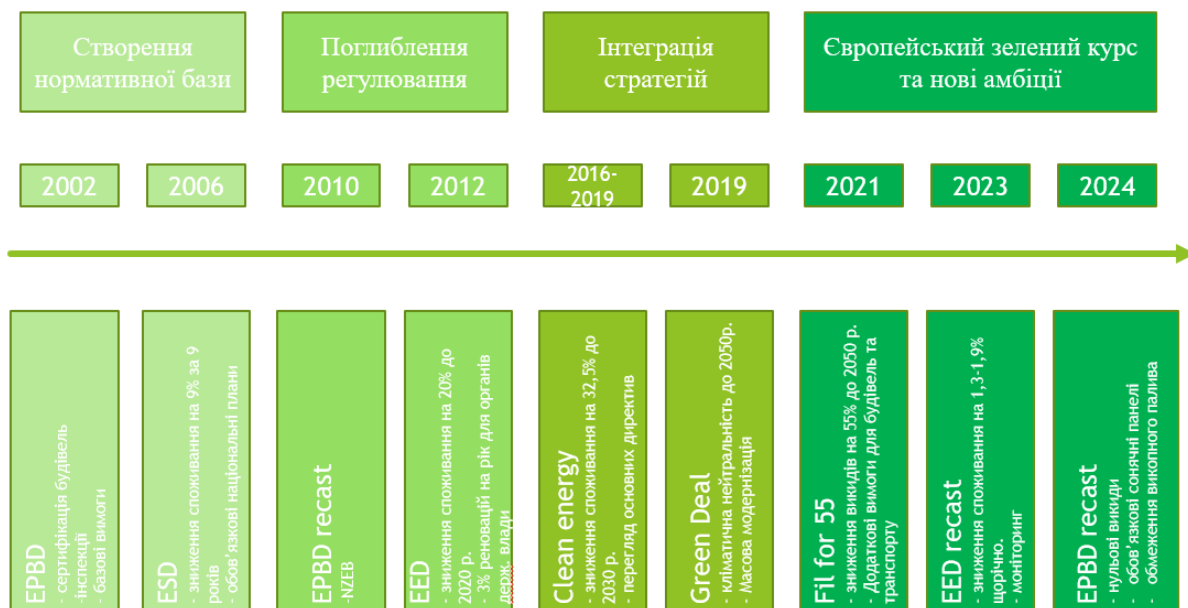 Створення
нормативної бази
Поглиблення
регулювання
Інтеграція
стратегій
Європейський зелений курс
та нові амбіції
2002
2006
2010
2012
2016-
2019
2019
2021
2023
2024
EPBD
- сертифікація будівель
-інспекції
- базові вимоги
ESD
- зниження споживання на 9% за 9
років
- обов’язкові національні плани
EPBD recast
-NZEB
EED
- зниження споживання на 20% до
2020 р.
- 3% реновацій на рік для органів
держ. влади
Clean energy
- зниження споживання на 32,5% до
2030 р.
- перегляд основних директив
Green Deal
- кліматична нейтральність до 2050р.
- Масова модернізація
Fil for 55
- зниження викидів на 55% до 2050 р.
- Додаткові вимоги для будівель та
транспорту
EED recast
- зниження споживання на 1,3-1,9%
щорічно.
- моніторинг
EPBD recast
- нульові викиди
- обов’язкові сонячні панелі
- обмеження викопного палива